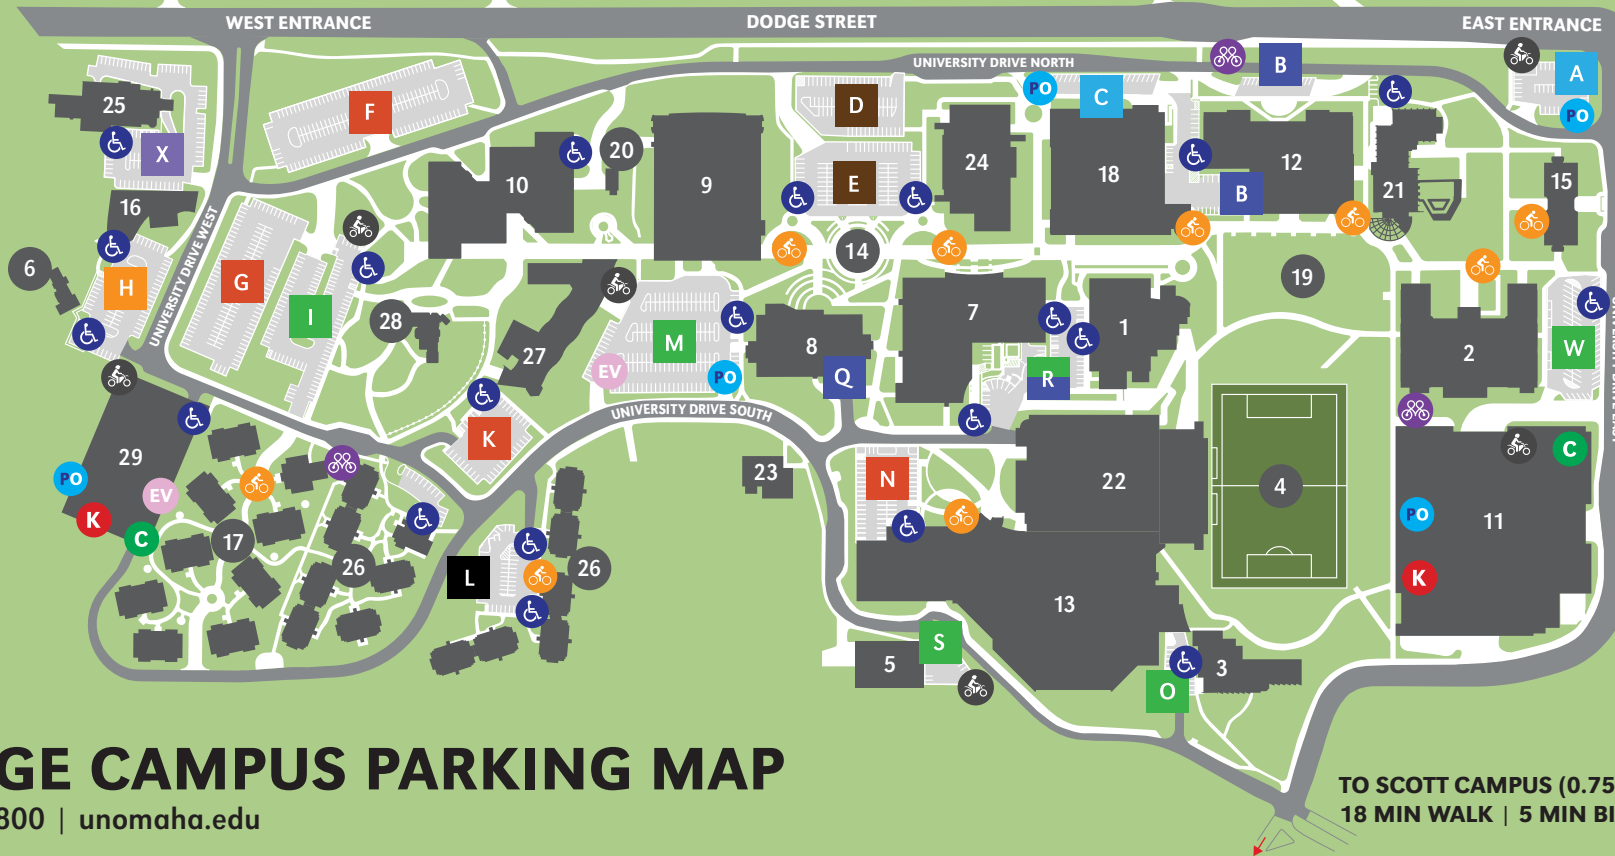 WEST ENTRANCE
DODGE STREET
EAST ENTRANCE
UNIVERSITY DRIVE NORTH
B
A
PO
C
PO
25
F
D
X
20
24
18
12
10
9
E
21
15
16
B
UNIVERSITY DRIVE WEST
14
6
H
G
I
19
28
7
1
M
8
27
2
W
EV
PO
Q
R
UNIVERSITY DRIVE SOUTH
K
29
C
PO
EV
23
N
22
4
K
PO
11
C
17
26
L
26
K
13
S
5
3
O
GE CAMPUS PARKING MAP
800 | unomaha.edu
TO SCOTT CAMPUS (0.75
18 MIN WALK | 5 MIN BI